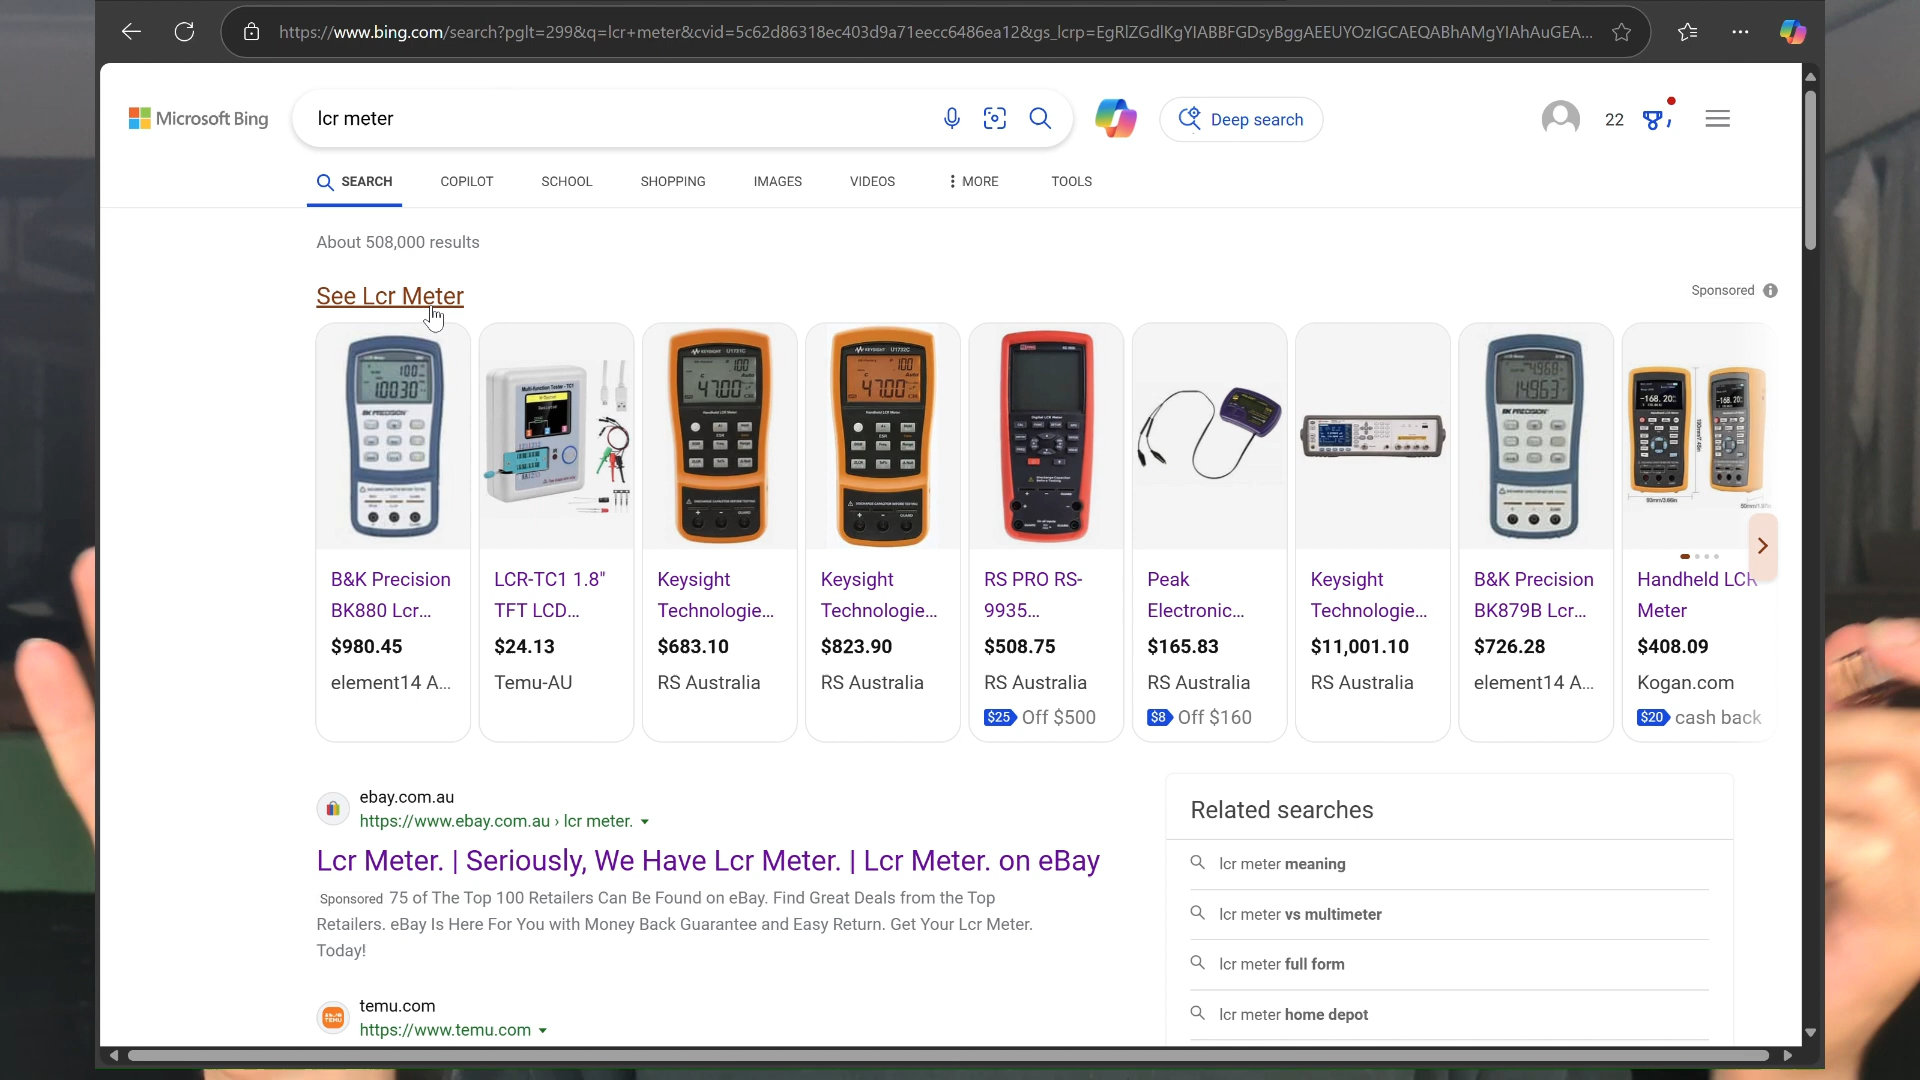 https://www.bing.com/search?pglt=299&q=lcr+meter&cvid=5c62d86318ec403d9a71eecc6486ea12&gs_lcrp=EgRlZGdlKgYIABBFGDsyBggAEEUYOzIGCAEQABhAMgYIAhAuGEA...
Microsoft Bing
lcr meter
Deep search
22
SEARCH
COPILOT
SCHOOL
SHOPPING
IMAGES
VIDEOS
MORE
TOOLS
About 508,000 results
See Lcr Meter
Sponsored
B&K Precision
BK880 Lcr...
$980.45
element14 A...
LCR-TC1 1.8"
TFT LCD...
$24.13
Temu-AU
Keysight
Technologie...
$683.10
RS Australia
Keysight
Technologie...
$823.90
RS Australia
RS PRO RS-
9935...
$508.75
RS Australia
$25 Off $500
Peak
Electronic...
$165.83
RS Australia
$8 Off $160
Keysight
Technologie...
$11,001.10
RS Australia
B&K Precision
BK879B Lcr...
$726.28
element14 A...
Handheld LCR
Meter
$408.09
Kogan.com
$20 cash back
ebay.com.au
https://www.ebay.com.au › lcr meter.
Lcr Meter. | Seriously, We Have Lcr Meter. | Lcr Meter. on eBay
Sponsored 75 of The Top 100 Retailers Can Be Found on eBay. Find Great Deals from the Top
Retailers. eBay Is Here For You with Money Back Guarantee and Easy Return. Get Your Lcr Meter.
Today!
temu.com
https://www.temu.com
Related searches
lcr meter meaning
lcr meter vs multimeter
lcr meter full form
lcr meter home depot